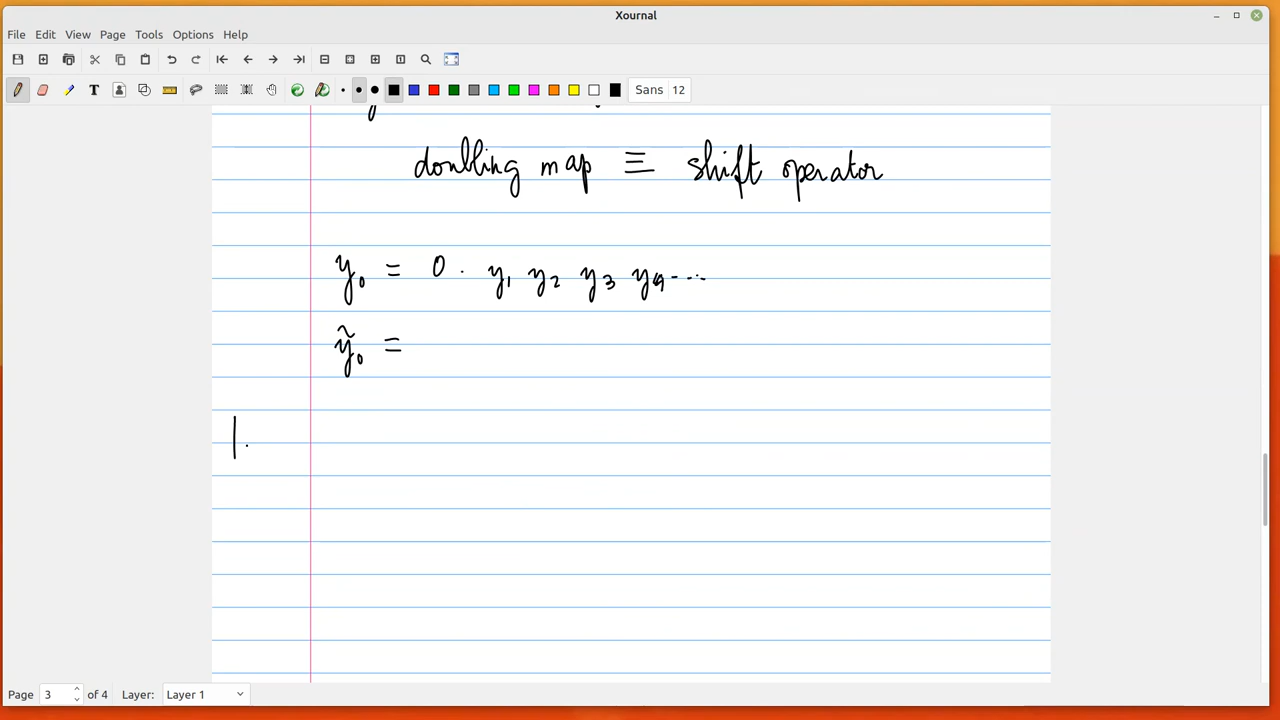 Xournal
File Edit View Page Tools Options Help
Sans 12
doubling map ≡ shift operator
y₀ = 0 . y₁ y₂ y₃ y₄ ....
ỹ₀ =
|.
Page 3 of 4 Layer: Layer 1